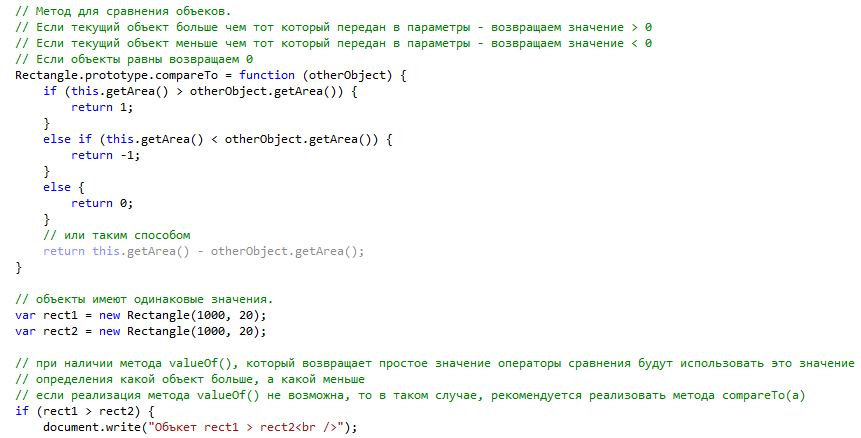 // Метод для сравнения объеков.
// Если текущий объект больше чем тот который передан в параметры - возвращаем значение > 0
// Если текущий объект меньше чем тот который передан в параметры - возвращаем значение < 0
// Если объекты равны возвращаем 0
Rectangle.prototype.compareTo = function (otherObject) {
    if (this.getArea() > otherObject.getArea()) {
        return 1;
    }
    else if (this.getArea() < otherObject.getArea()) {
        return -1;
    }
    else {
        return 0;
    }
    // или таким способом
    return this.getArea() - otherObject.getArea();
}

// объекты имеют одинаковые значения.
var rect1 = new Rectangle(1000, 20);
var rect2 = new Rectangle(1000, 20);

// при наличии метода valueOf(), который возвращает простое значение операторы сравнения будут использовать это значение
// определения какой объект больше, а какой меньше
// если реализация метода valueOf() не возможна, то в таком случае, рекомендуется реализовать метода compareTo(a)
if (rect1 > rect2) {
    document.write("Объкет rect1 > rect2<br />");